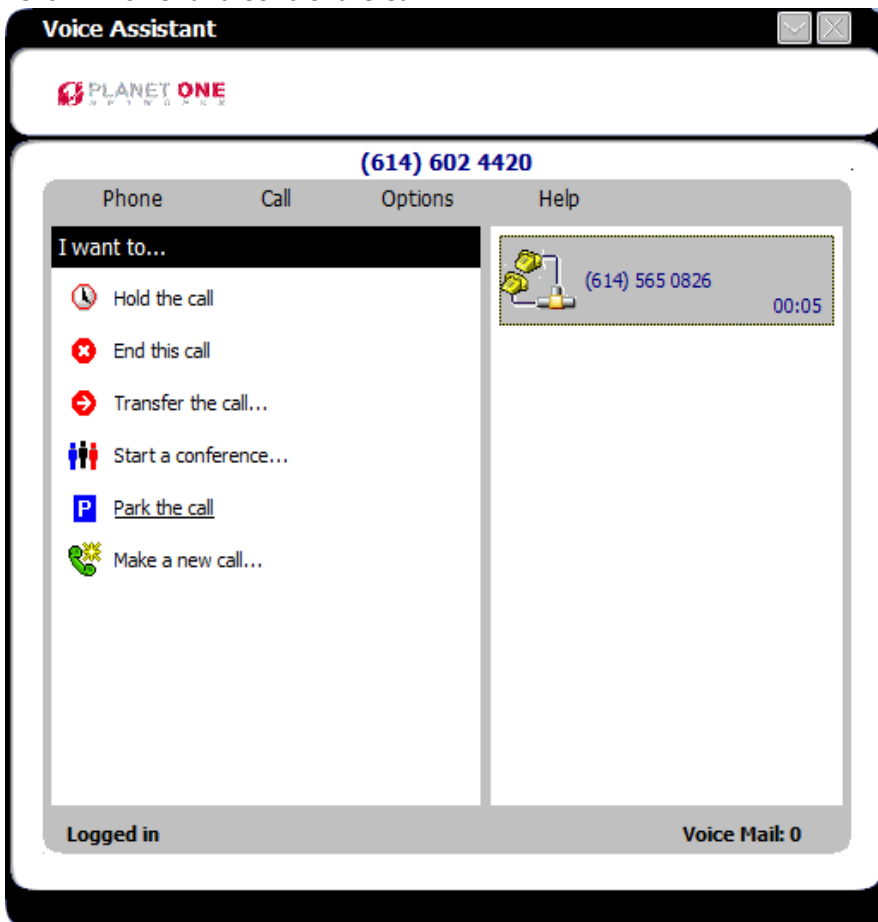 Voice Assistant
PLANET ONE
NETWORKS
(614) 602 4420
Phone Call Options Help
I want to...
(614) 565 0826
00:05
Hold the call
End this call
Transfer the call...
Start a conference...
P Park the call
Make a new call...
Logged in Voice Mail: 0